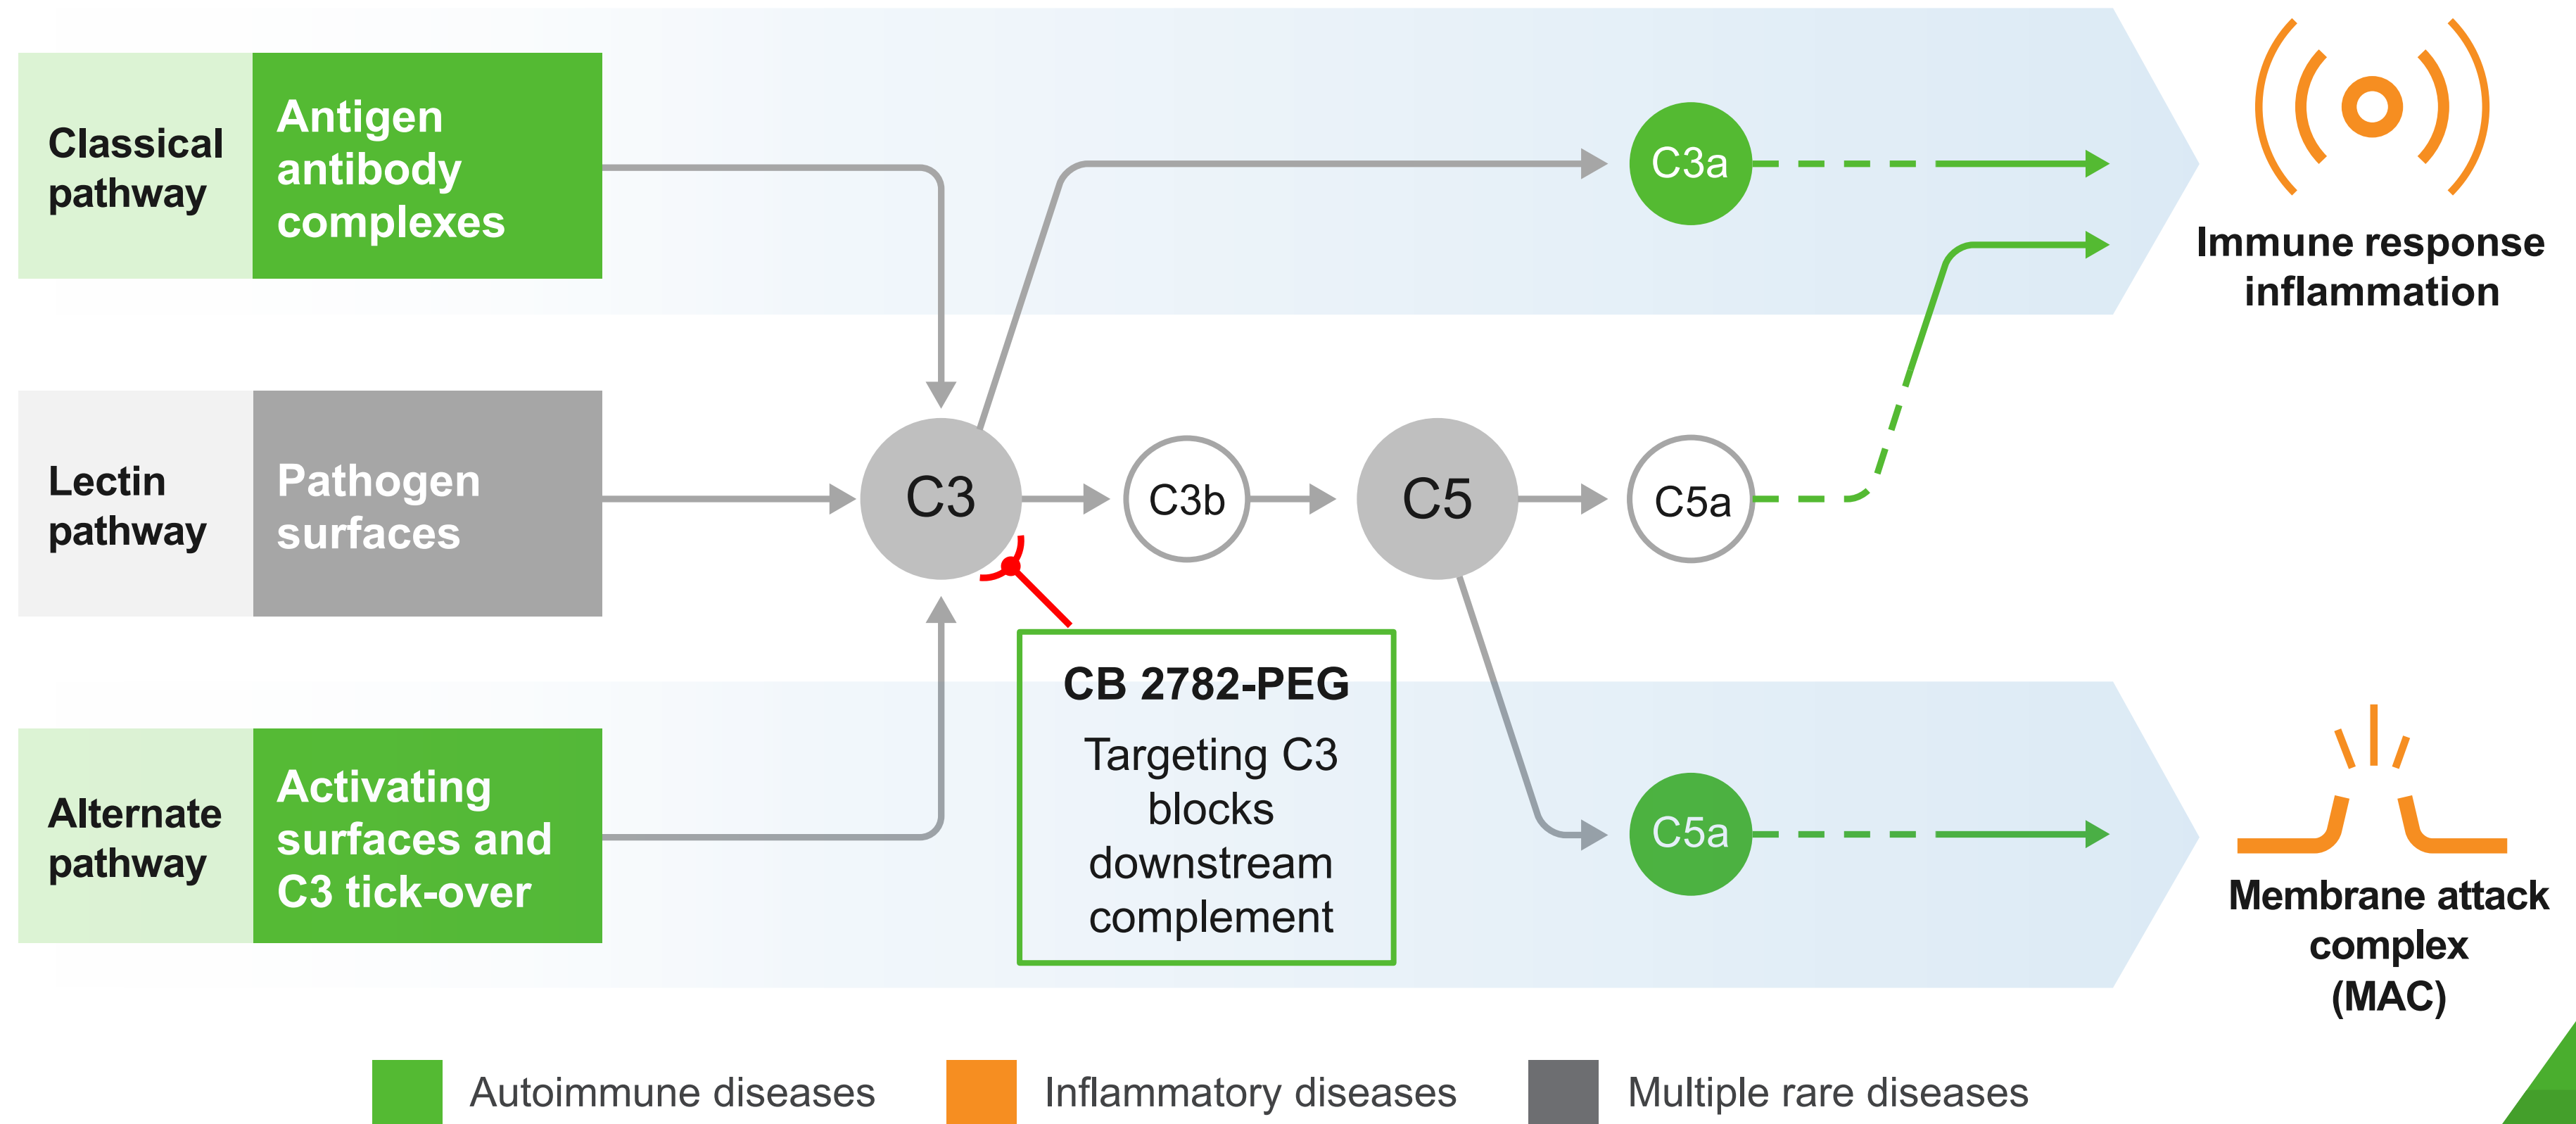 Classical
pathway
Antigen
antibody
complexes
C3a
Immune response
inflammation
Lectin
pathway
Pathogen
surfaces
C3
C3b
C5
C5a
CB 2782-PEG
Targeting C3
blocks
downstream
complement
Alternate
pathway
Activating
surfaces and
C3 tick-over
C5a
Membrane attack
complex
(MAC)
Autoimmune diseases
Inflammatory diseases
Multiple rare diseases